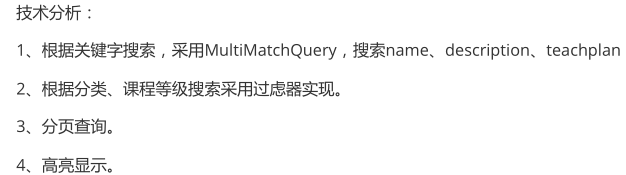 技术分析：
1、根据关键字搜索，采用MultiMatchQuery，搜索name、description、teachplan
2、根据分类、课程等级搜索采用过虑器实现。
3、分页查询。
4、高亮显示。